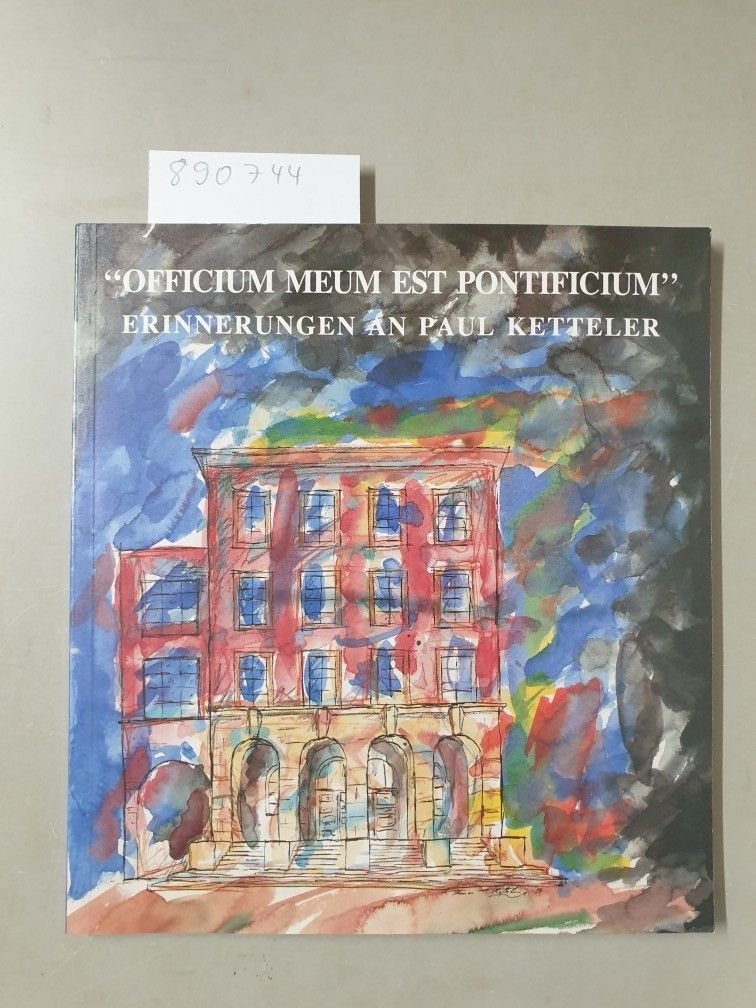 890744
“OFFICIUM MEUM EST PONTIFICIUM”
ERINNERUNGEN AN PAUL KETTELER